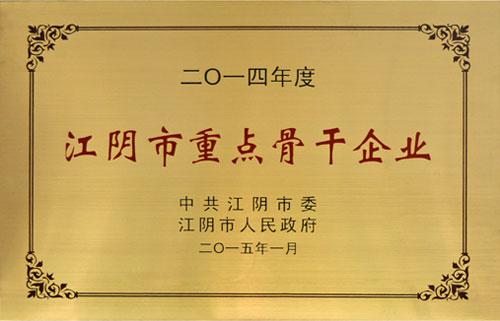 二〇一四年度
江阴市重点骨干企业
中共江阴市委
江阴市人民政府
二〇一五年一月